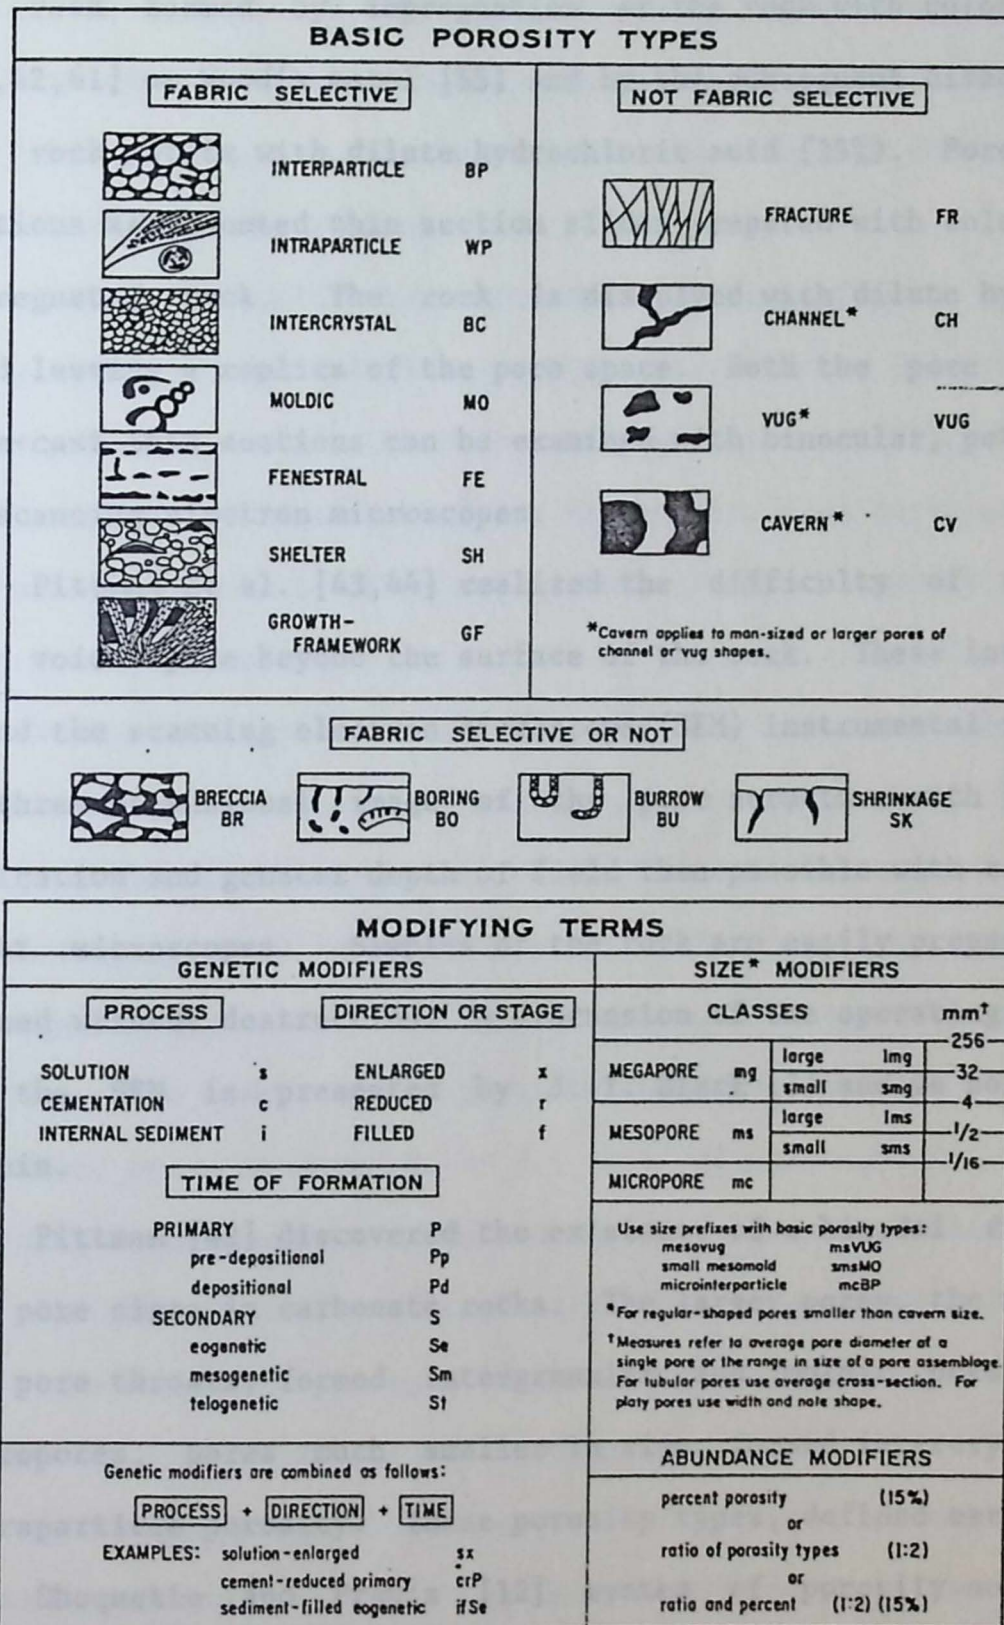 BASIC POROSITY TYPES
FABRIC SELECTIVE
INTERPARTICLE BP
INTRAPARTICLE WP
INTERCRYSTAL BC
MOLDIC MO
FENESTRAL FE
SHELTER SH
GROWTH-
FRAMEWORK GF
NOT FABRIC SELECTIVE
FRACTURE FR
CHANNEL* CH
VUG* VUG
CAVERN* CV
*Cavern applies to man-sized or larger pores of
channel or vug shapes.
FABRIC SELECTIVE OR NOT
BRECCIA
BR
BORING
BO
BURROW
BU
SHRINKAGE
SK
MODIFYING TERMS
GENETIC MODIFIERS
PROCESS DIRECTION OR STAGE
SOLUTION s ENLARGED x
CEMENTATION c REDUCED r
INTERNAL SEDIMENT i FILLED f
TIME OF FORMATION
PRIMARY P
pre-depositional Pp
depositional Pd
SECONDARY S
eogenetic Se
mesogenetic Sm
telogenetic St
Genetic modifiers are combined as follows:
PROCESS + DIRECTION + TIME
EXAMPLES: solution-enlarged sx
cement-reduced primary crP
sediment-filled eogenetic ifSe
SIZE* MODIFIERS
CLASSES mm†
256
large lmg
MEGAPORE mg 32
small smg
4
large lms
MESOPORE ms 1/2
small sms
1/16
MICROPORE mc
Use size prefixes with basic porosity types:
mesovug msVUG
small mesomold smsMO
microinterparticle mcBP
*For regular-shaped pores smaller than cavern size.
†Measures refer to average pore diameter of a
single pore or the range in size of a pore assemblage.
For tubular pores use average cross-section. For
platy pores use width and note shape.
ABUNDANCE MODIFIERS
percent porosity (15%)
or
ratio of porosity types (1:2)
or
ratio and percent (1:2) (15%)